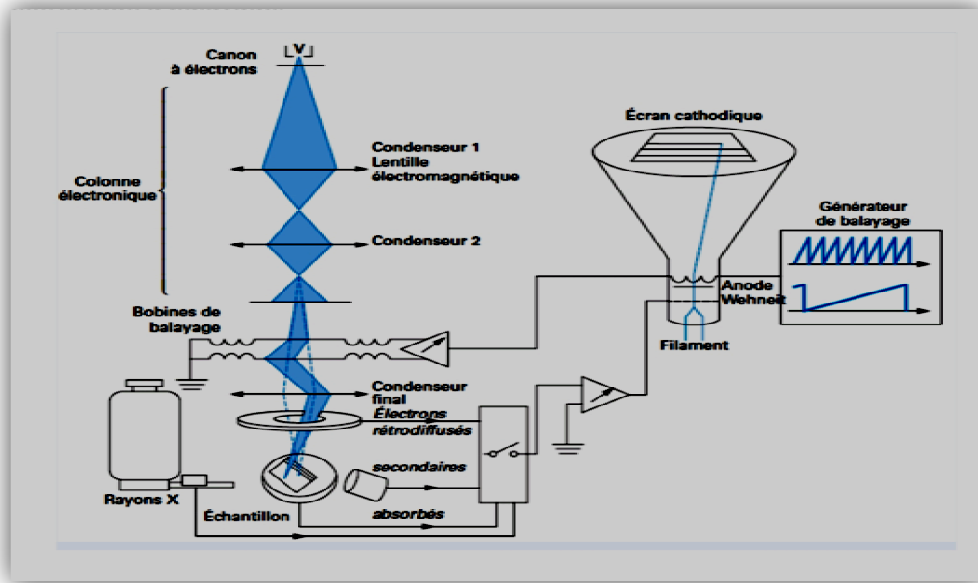 Canon
à électrons
V
Colonne
électronique
Condenseur 1
Lentille
électromagnétique
Condenseur 2
Bobines de
balayage
Condenseur
final
Électrons
rétrodiffusés
secondaires
absorbés
Rayons X
Échantillon
Écran cathodique
Générateur
de balayage
Anode
Wehnelt
Filament